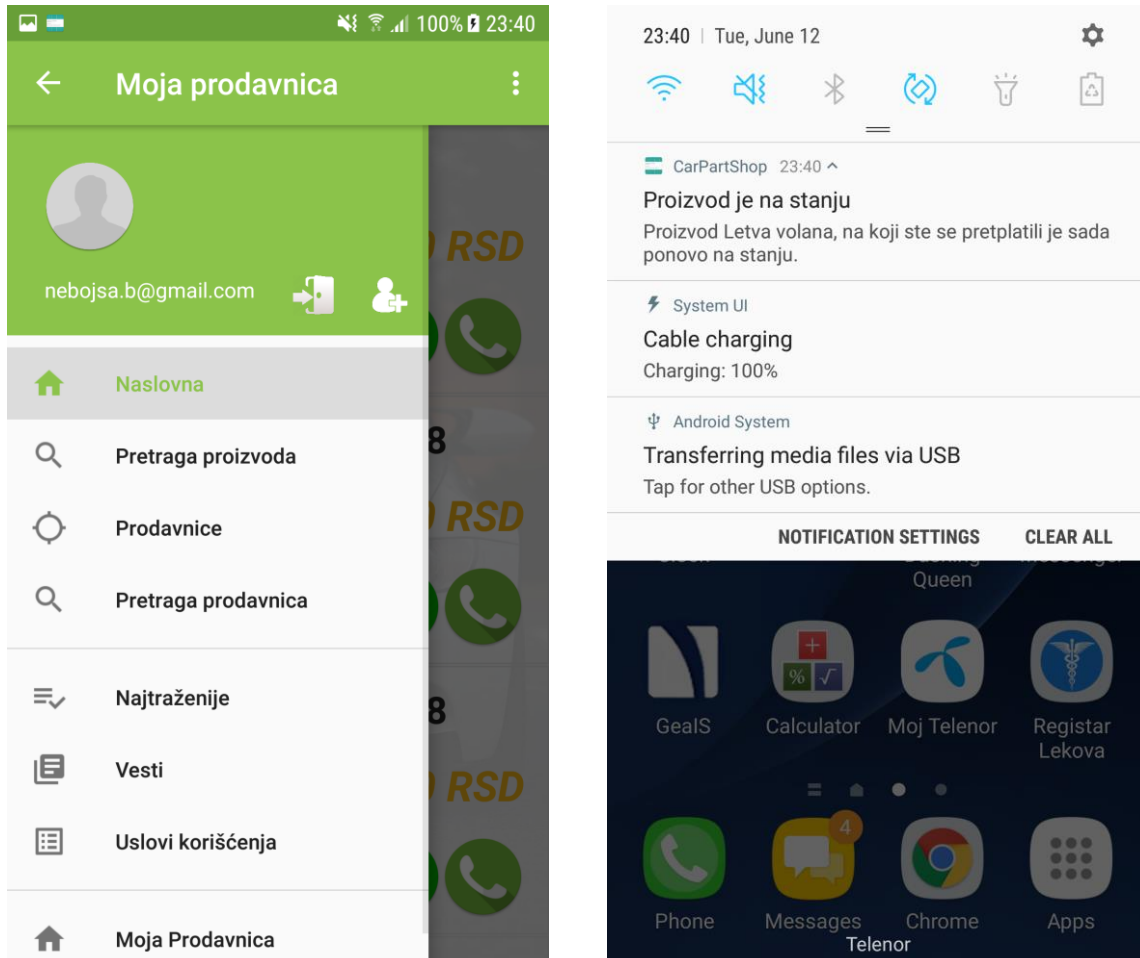 100% 23:40
Moja prodavnica
RSD
nebojsa.b@gmail.com
Naslovna
8
Pretraga proizvoda
RSD
Prodavnice
Pretraga prodavnica
Najtraženije
8
Vesti
RSD
Uslovi korišćenja
Moja Prodavnica
23:40 | Tue, June 12
CarPartShop 23:40
Proizvod je na stanju
Proizvod Letva volana, na koji ste se pretplatili je sada
ponovo na stanju.
System UI
Cable charging
Charging: 100%
Android System
Transferring media files via USB
Tap for other USB options.
NOTIFICATION SETTINGS CLEAR ALL
Queen
GeaIS Calculator Moj Telenor Registar
Lekova
4
Phone Messages Chrome Apps
Telenor